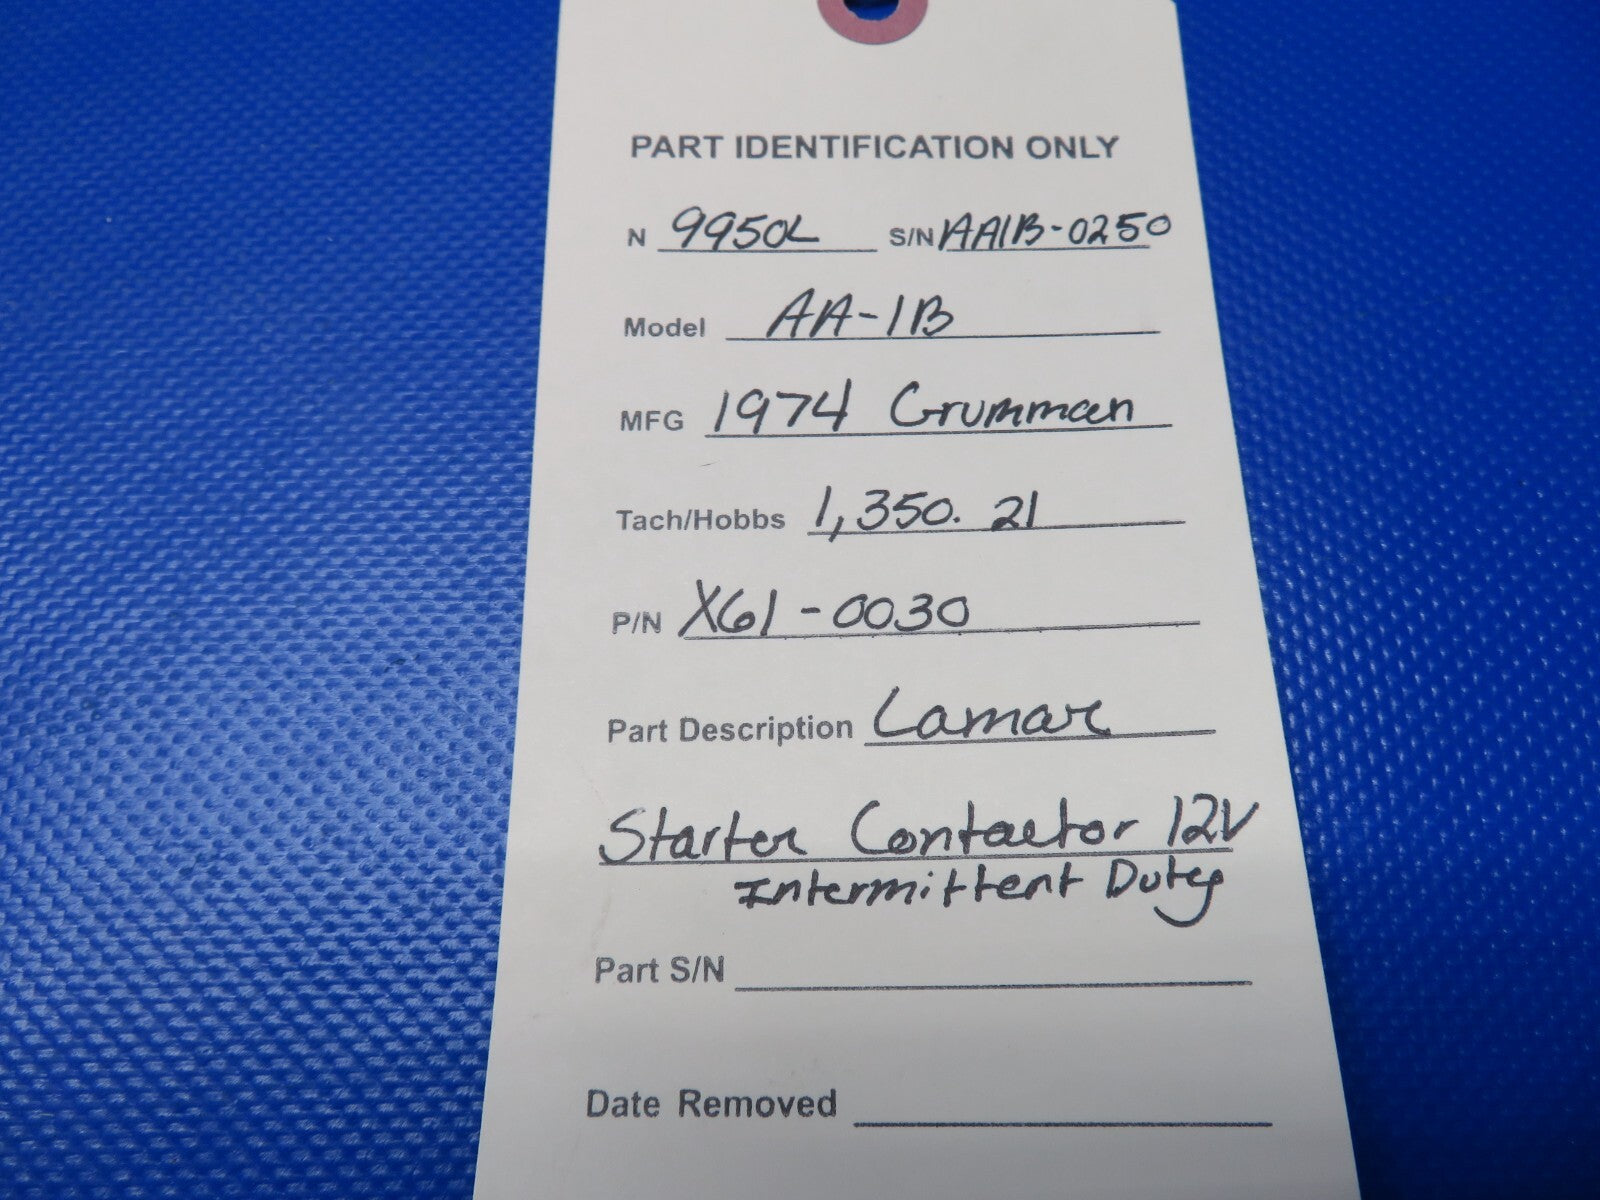 PART IDENTIFICATION ONLY
N 9950L S/N AA1B-0250
Model AA-1B
MFG 1974 Grumman
Tach/Hobbs 1,350.21
P/N X61-0030
Part Description Lamar
Starter Contactor 12V
Intermittent Duty
Part S/N
Date Removed